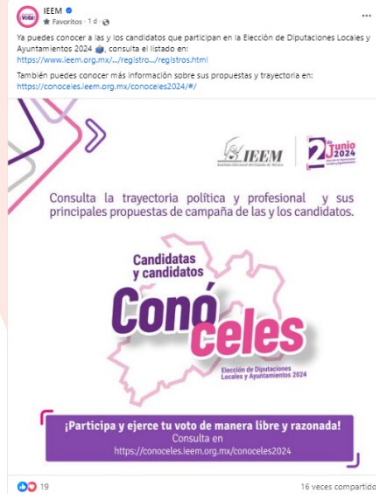 IEEM
Favoritos · 1 d ·
Ya puedes conocer a las y los candidatos que participan en la Elección de Diputaciones Locales y
Ayuntamientos 2024 🗳️, consulta el listado en:
https://www.ieem.org.mx/.../registro.../registros.html
También puedes conocer más información sobre sus propuestas y trayectoria en:
https://conoceles.ieem.org.mx/conoceles2024/#/
IEEM
2 de Junio 2024
Consulta la trayectoria política y profesional y sus
principales propuestas de campaña de las y los candidatos.
Candidatas
y candidatos
Conó
celes
Elección de Diputaciones
Locales y Ayuntamientos 2024
¡Participa y ejerce tu voto de manera libre y razonada!
Consulta en
https://conoceles.ieem.org.mx/conoceles2024
19
16 veces compartido